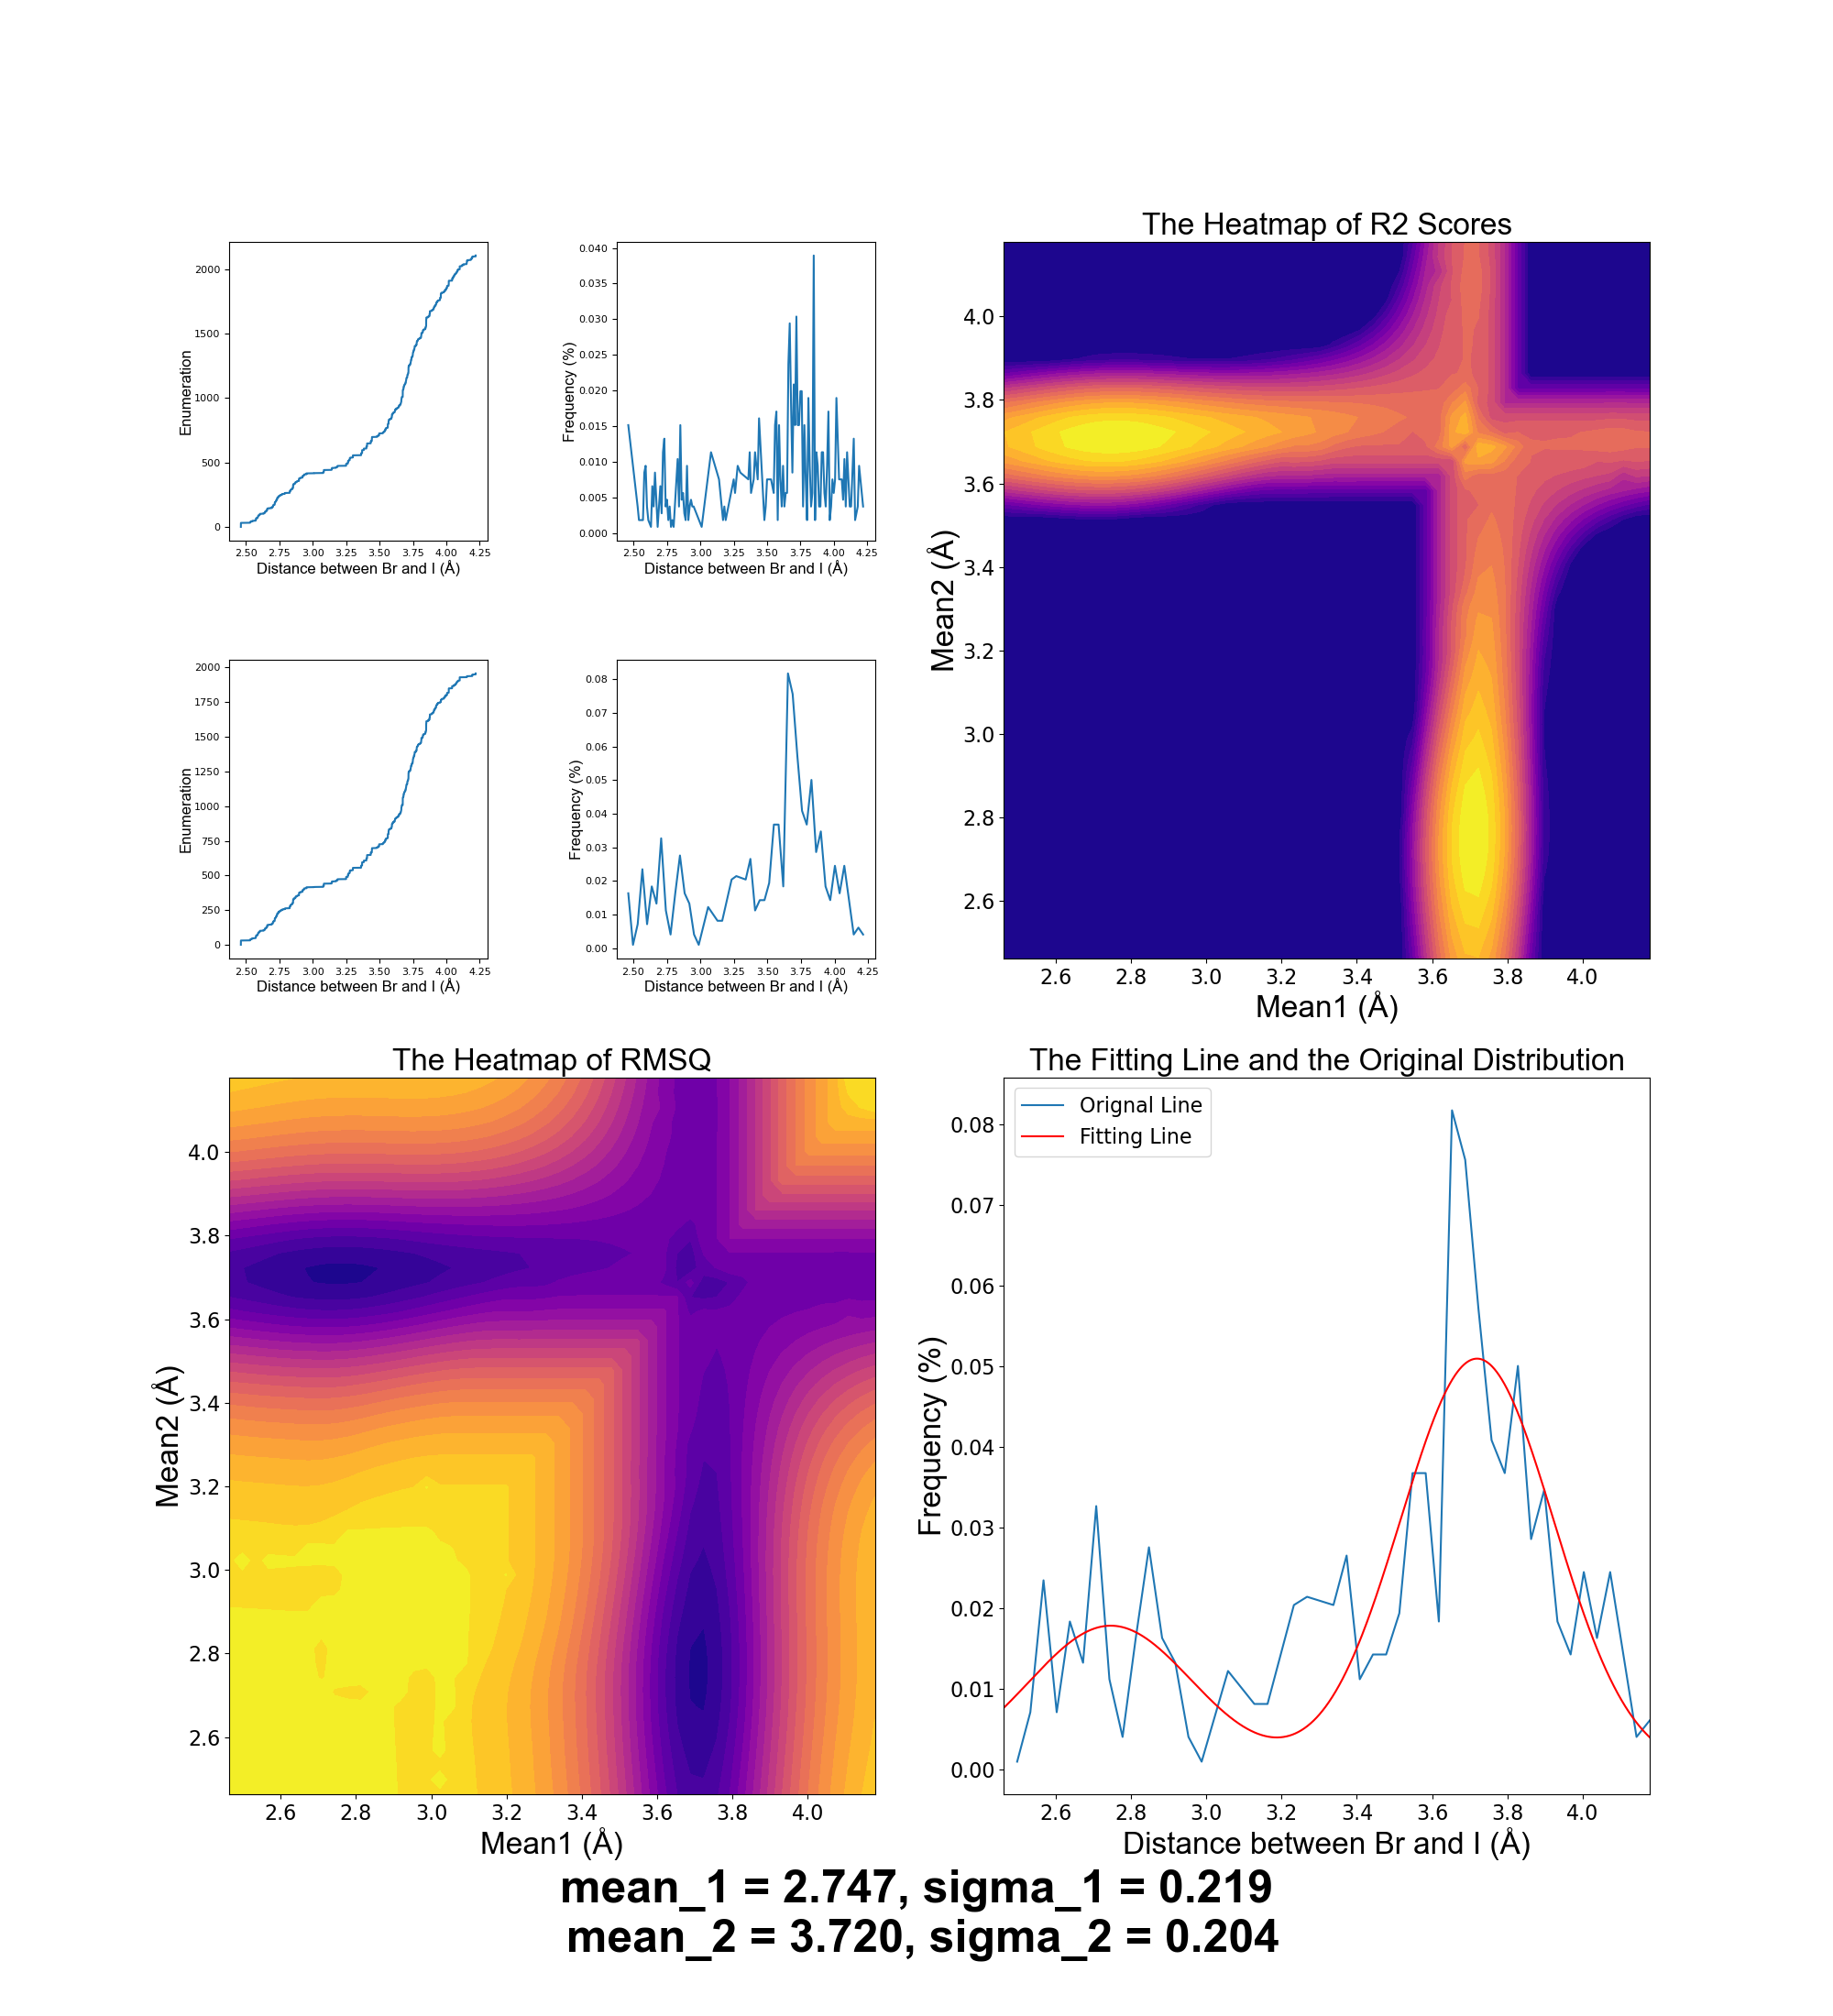 The Heatmap of R2 Scores
2000
1500
1000
500
0
Enumeration
2.50 2.75 3.00 3.25 3.50 3.75 4.00 4.25
Distance between Br and I (Å)
0.040
0.035
0.030
0.025
0.020
0.015
0.010
0.005
0.000
Frequency (%)
2.50 2.75 3.00 3.25 3.50 3.75 4.00 4.25
Distance between Br and I (Å)
4.0
3.8
3.6
3.4
3.2
3.0
2.8
2.6
Mean2 (Å)
2.6 2.8 3.0 3.2 3.4 3.6 3.8 4.0
Mean1 (Å)
2000
1750
1500
1250
1000
750
500
250
0
Enumeration
2.50 2.75 3.00 3.25 3.50 3.75 4.00 4.25
Distance between Br and I (Å)
0.08
0.07
0.06
0.05
0.04
0.03
0.02
0.01
0.00
Frequency (%)
2.50 2.75 3.00 3.25 3.50 3.75 4.00 4.25
Distance between Br and I (Å)
The Heatmap of RMSQ
4.0
3.8
3.6
3.4
3.2
3.0
2.8
2.6
Mean2 (Å)
2.6 2.8 3.0 3.2 3.4 3.6 3.8 4.0
Mean1 (Å)
The Fitting Line and the Original Distribution
Orignal Line
Fitting Line
0.08
0.07
0.06
0.05
0.04
0.03
0.02
0.01
0.00
Frequency (%)
2.6 2.8 3.0 3.2 3.4 3.6 3.8 4.0
Distance between Br and I (Å)
mean_1 = 2.747, sigma_1 = 0.219
mean_2 = 3.720, sigma_2 = 0.204